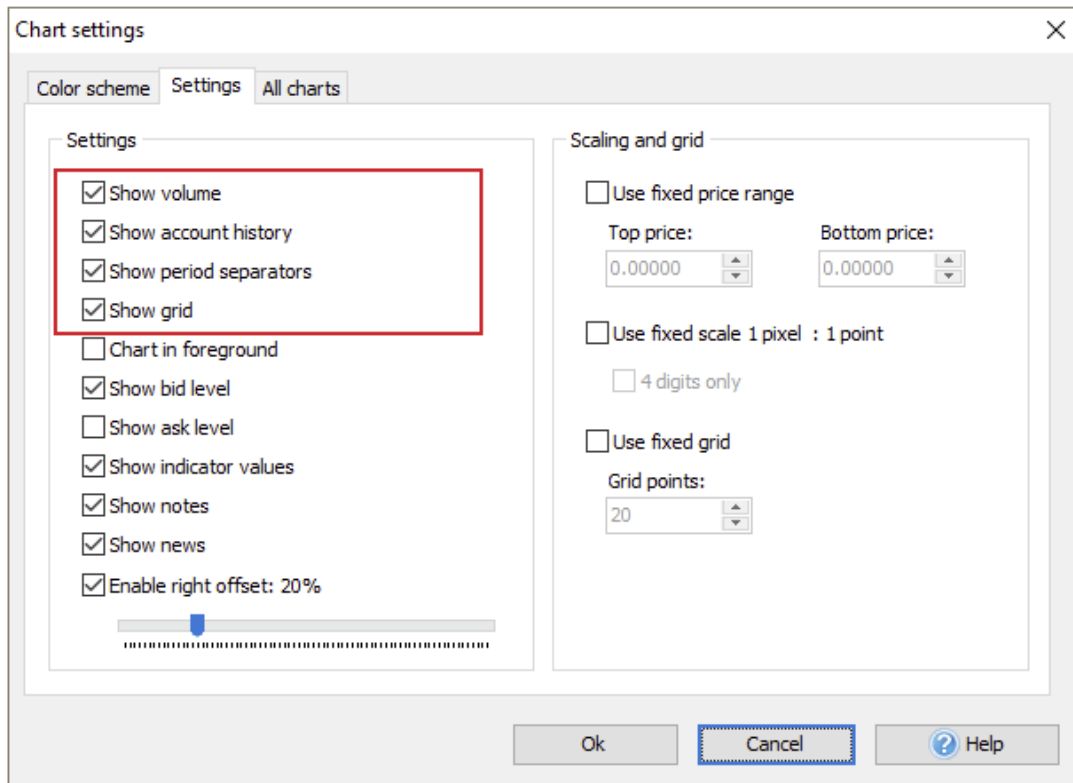 Chart settings
Color scheme Settings All charts
Settings
Show volume
Show account history
Show period separators
Show grid
Chart in foreground
Show bid level
Show ask level
Show indicator values
Show notes
Show news
Enable right offset: 20%
Scaling and grid
Use fixed price range
Top price: Bottom price:
0.00000 0.00000
Use fixed scale 1 pixel : 1 point
4 digits only
Use fixed grid
Grid points:
20
Ok Cancel ? Help